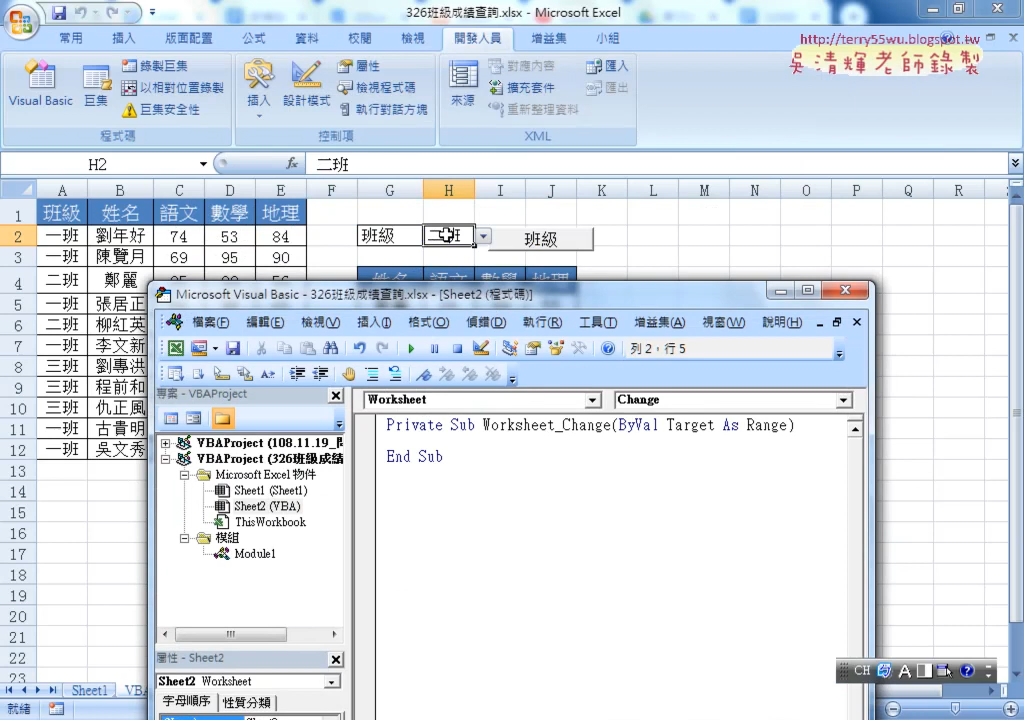 326班級成績查詢.xlsx - Microsoft Excel
常用 插入 版面配置 公式 資料 校閱 檢視 開發人員 增益集 小組
http://terry55wu.blogspot.tw
吳清輝老師錄製
Visual Basic 巨集 錄製巨集 以相對位置錄製 巨集安全性 程式碼
插入 設計模式 屬性 檢視程式碼 執行對話方塊 控制項
來源 對應內容 擴充套件 重新整理資料 匯入 匯出 XML
H2 fx 二班
A B C D E F G H I J K L M N O P Q R
1 班級 姓名 語文 數學 地理
2 一班 劉年好 74 53 84 班級 二班 班級
3 一班 陳覽月 69 95 90
4 二班 鄭麗 姓名 語文 數學 地理
5 一班 張居正
6 二班 柳紅英
7 一班 李文新
8 三班 劉專洪
9 三班 程前和
10 三班 仇正風
11 一班 古貴明
12 一班 吳文秀
13
14
15
16
17
18
19
20
21
22
23
Microsoft Visual Basic - 326班級成績查詢.xlsx - [Sheet2 (程式碼)]
檔案(F) 編輯(E) 檢視(V) 插入(I) 格式(O) 偵錯(D) 執行(R) 工具(T) 增益集(A) 視窗(W) 說明(H)
列 2，行 5
專案 - VBAProject
Worksheet Change
VBAProject (108.11.19_
VBAProject (326班級成績
Microsoft Excel 物件
Sheet1 (Sheet1)
Sheet2 (VBA)
ThisWorkbook
模組
Module1
Private Sub Worksheet_Change(ByVal Target As Range)
End Sub
屬性 - Sheet2
Sheet2 Worksheet
字母順序 性質分類
CH A
Sheet1 VBA
就緒